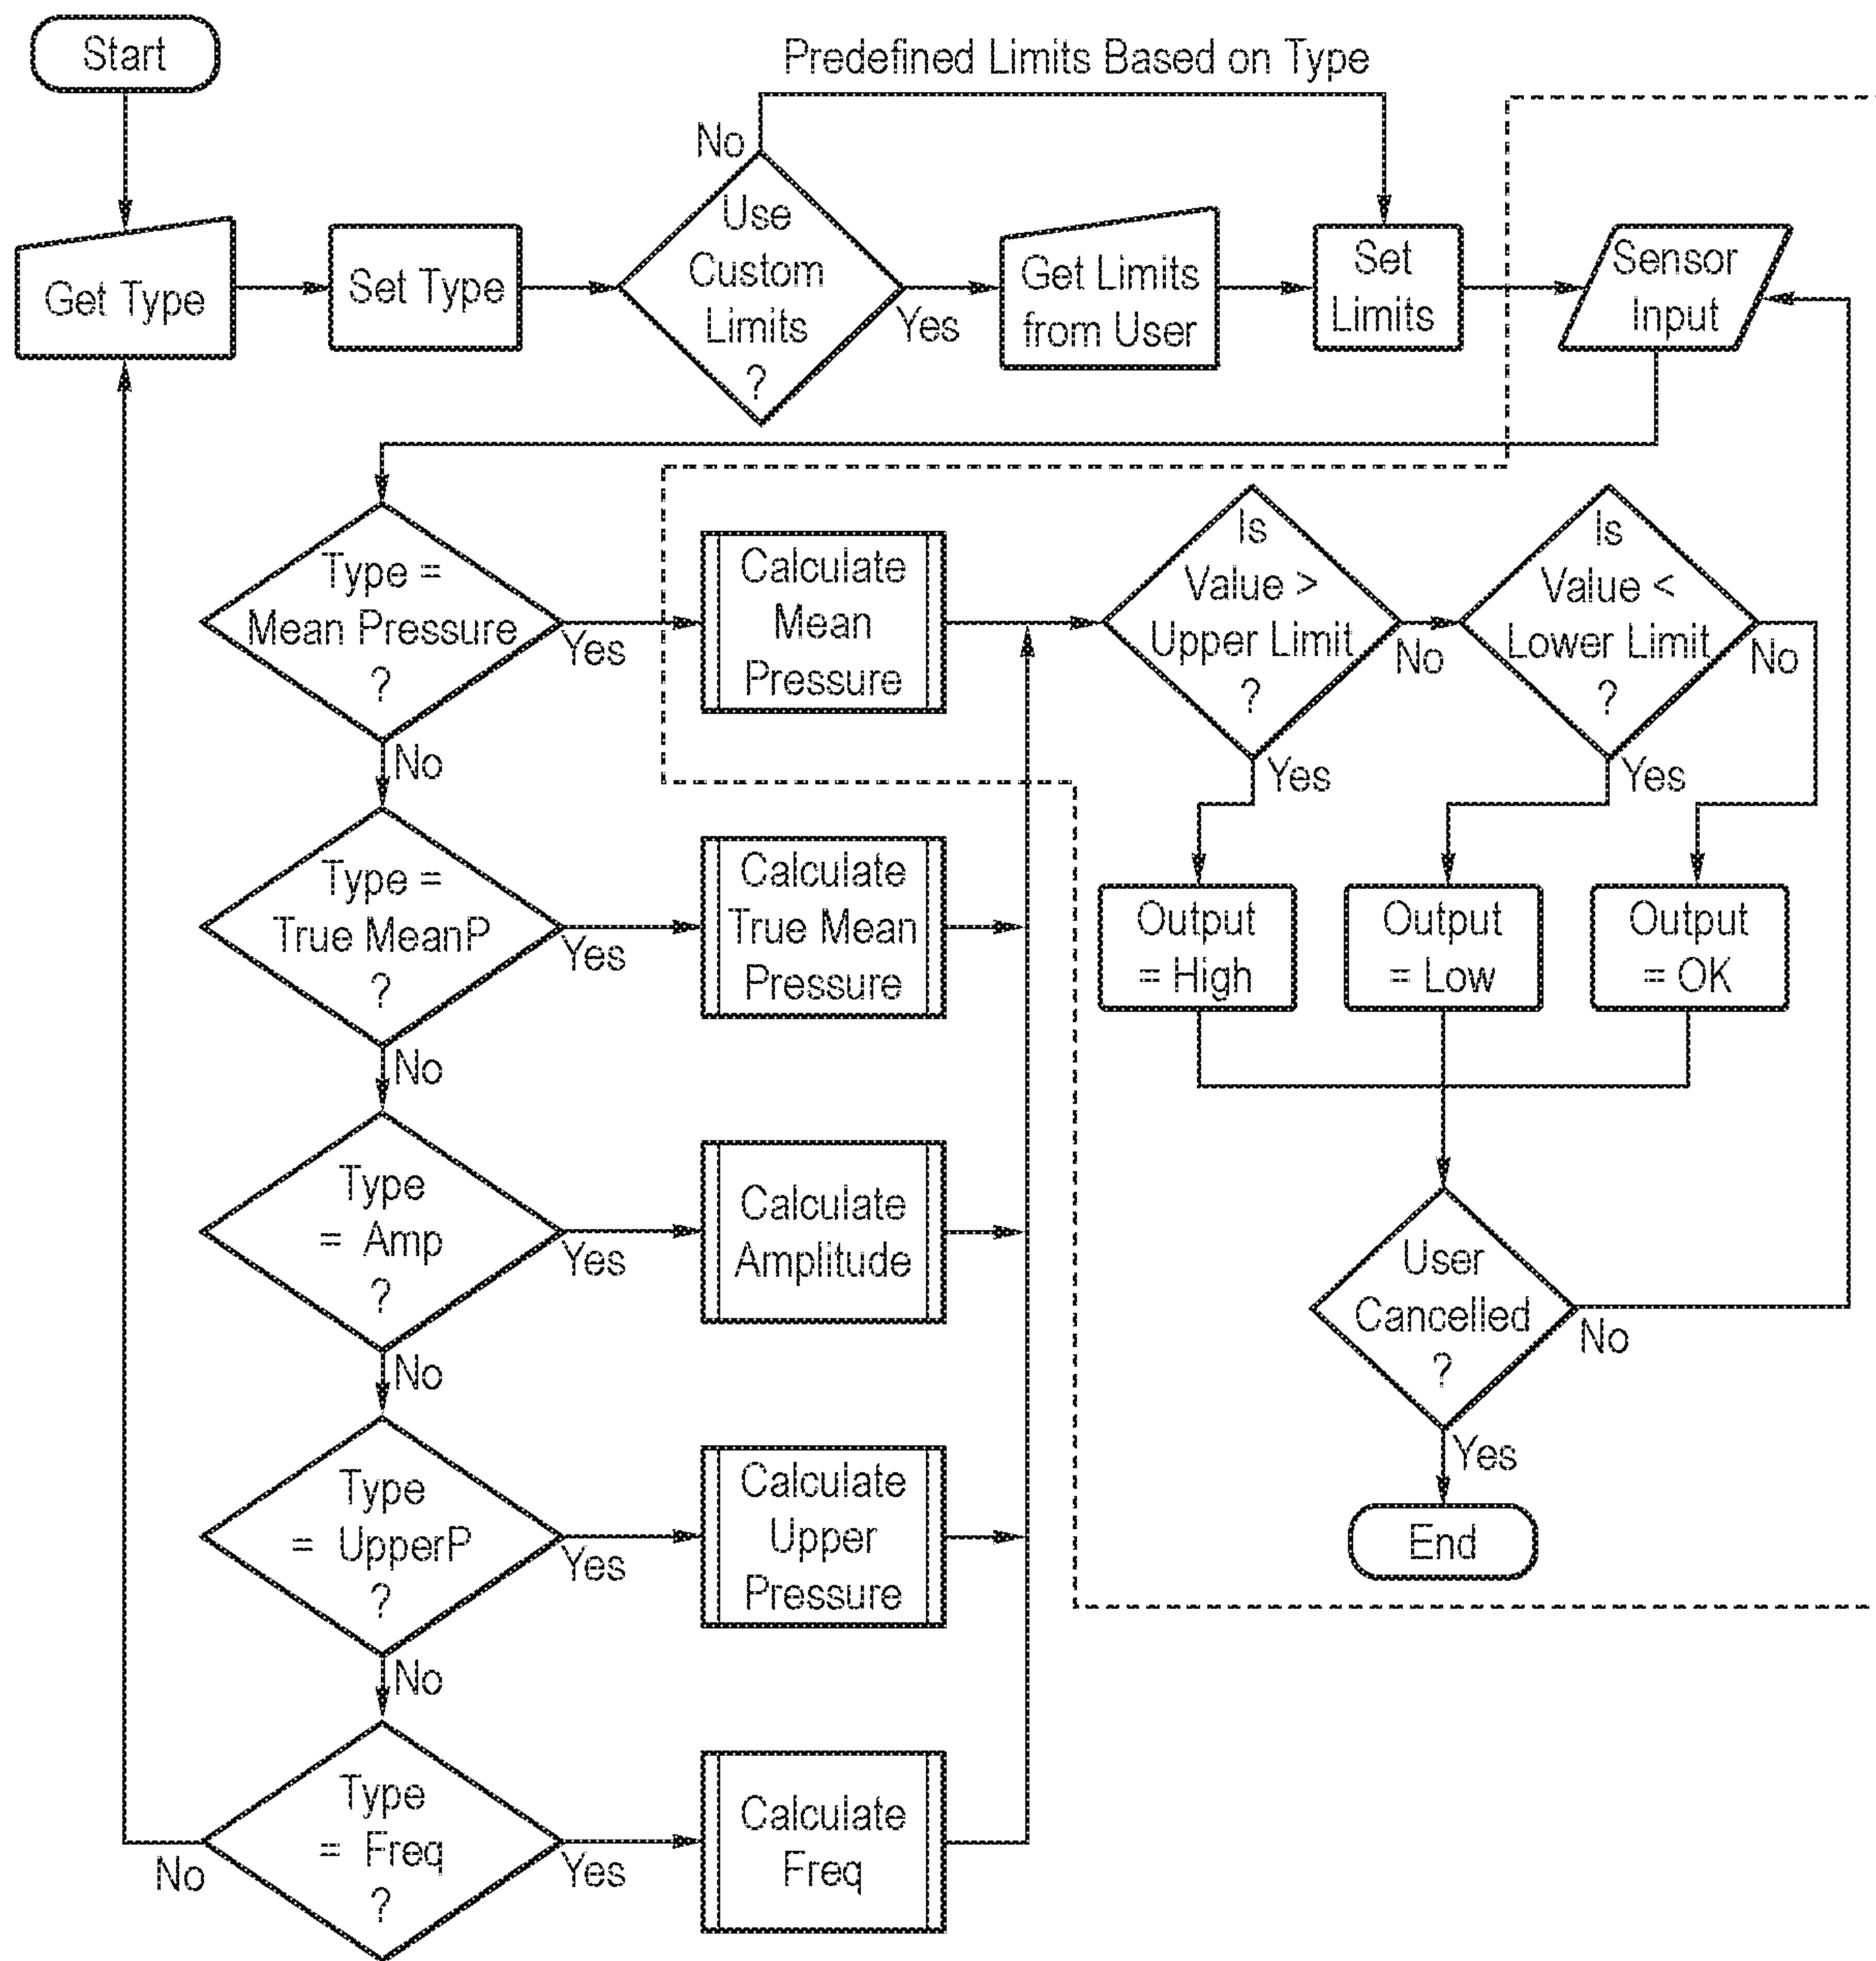 Start
Predefined Limits Based on Type
No
Get Type
Set Type
Use
Custom
Limits
?
Yes
Get Limits
from User
Set
Limits
Sensor
Input
Type =
Mean Pressure
?
Yes
No
Calculate
Mean
Pressure
Is
Value >
Upper Limit
?
No
Yes
Is
Value <
Lower Limit
?
No
Yes
Type =
True MeanP
?
Yes
No
Calculate
True Mean
Pressure
Output
= High
Output
= Low
Output
= OK
Type
= Amp
?
Yes
No
Calculate
Amplitude
User
Cancelled
?
No
Yes
End
Type
= UpperP
?
Yes
No
Calculate
Upper
Pressure
Type
= Freq
?
No
Yes
Calculate
Freq